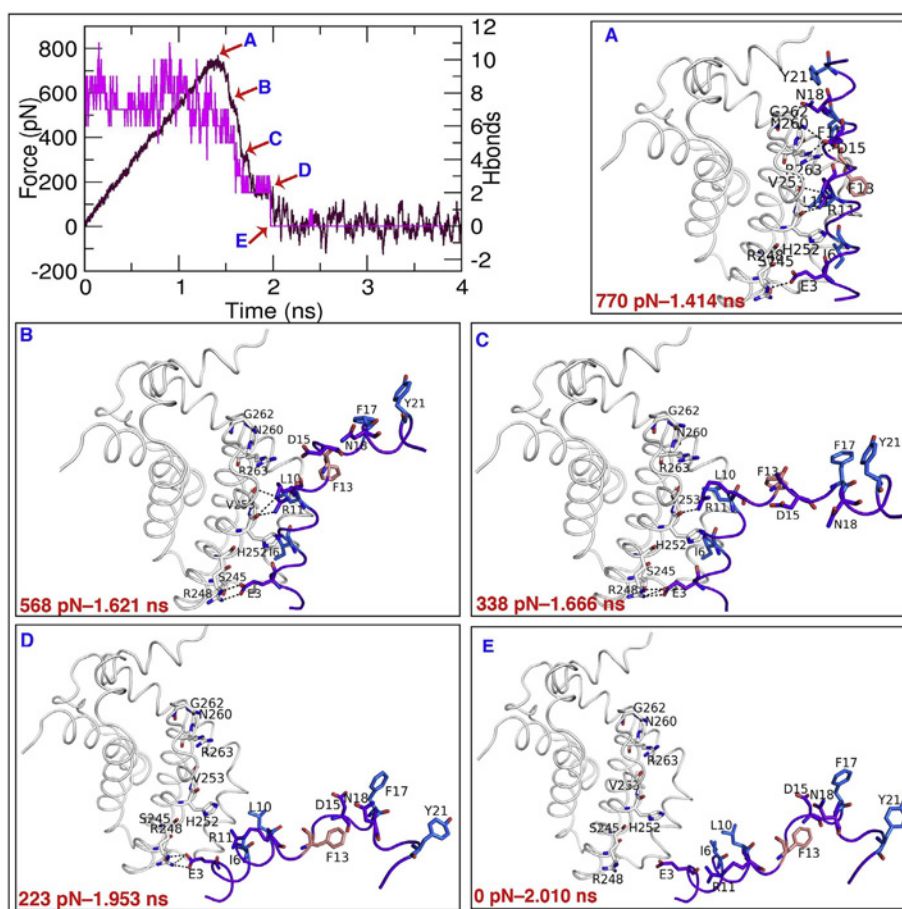 800
600
400
200
0
-200
Force (pN)
12
10
8
6
4
2
0
-2
Hbonds
0 1 2 3 4
Time (ns)
A
B
C
D
E
A
Y21
N18
G262
N260
F17
D15
R263
V253
F13
L10
R11
H252
R248
S245
I6
E3
770 pN–1.414 ns
B
Y21
F17
G262
N260
D15
N18
R263
L10
F13
V253
R11
H252
I6
S245
R248
E3
568 pN–1.621 ns
C
G262
N260
F17
Y21
R263
L10
F13
V253
R11
D15
N18
H252
I6
S245
R248
E3
338 pN–1.666 ns
D
G262
N260
R263
V253
F17
L10
D15
N18
Y21
S245
H252
R248
R11
F13
I6
E3
223 pN–1.953 ns
E
G262
N260
R263
F17
V253
D15
N18
Y21
S245
H252
L10
I6
F13
R248
E3
R11
0 pN–2.010 ns